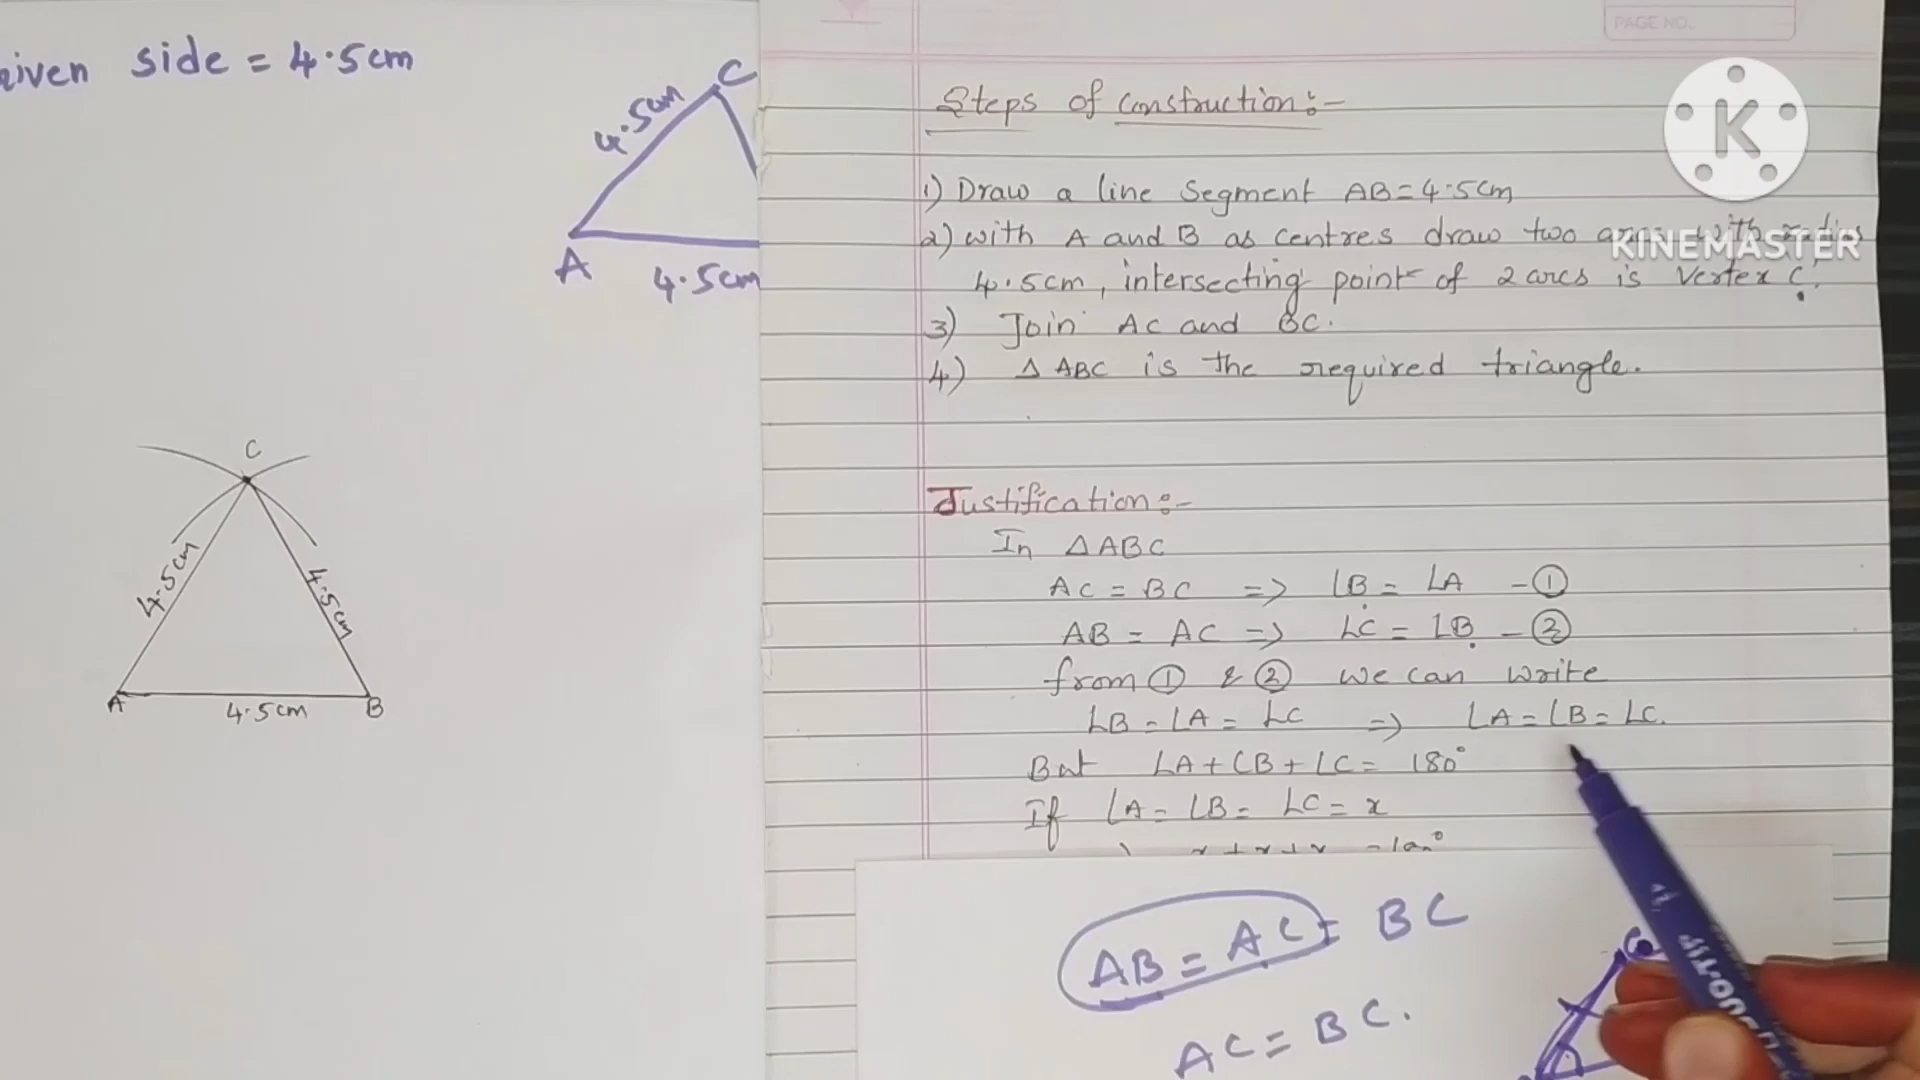 given side = 4.5cm
C
4.5cm
A
4.5cm
C
4.5cm
4.5cm
A
4.5cm
B
PAGE NO.
K
KINEMASTER
Steps of construction:-
1) Draw a line segment AB = 4.5cm
2) with A and B as centres draw two arcs with radius
4.5cm, intersecting point of 2 arcs is vertex C.
3) Join AC and BC.
4) Δ ABC is the required triangle.
Justification:-
In ΔABC
AC = BC => ∠B = ∠A - ①
AB = AC => ∠C = ∠B - ②
from ① & ② we can write
∠B = ∠A = ∠C => ∠A = ∠B = ∠C.
But ∠A + ∠B + ∠C = 180°
If ∠A = ∠B = ∠C = x
AB = AC = BC
AC = BC.